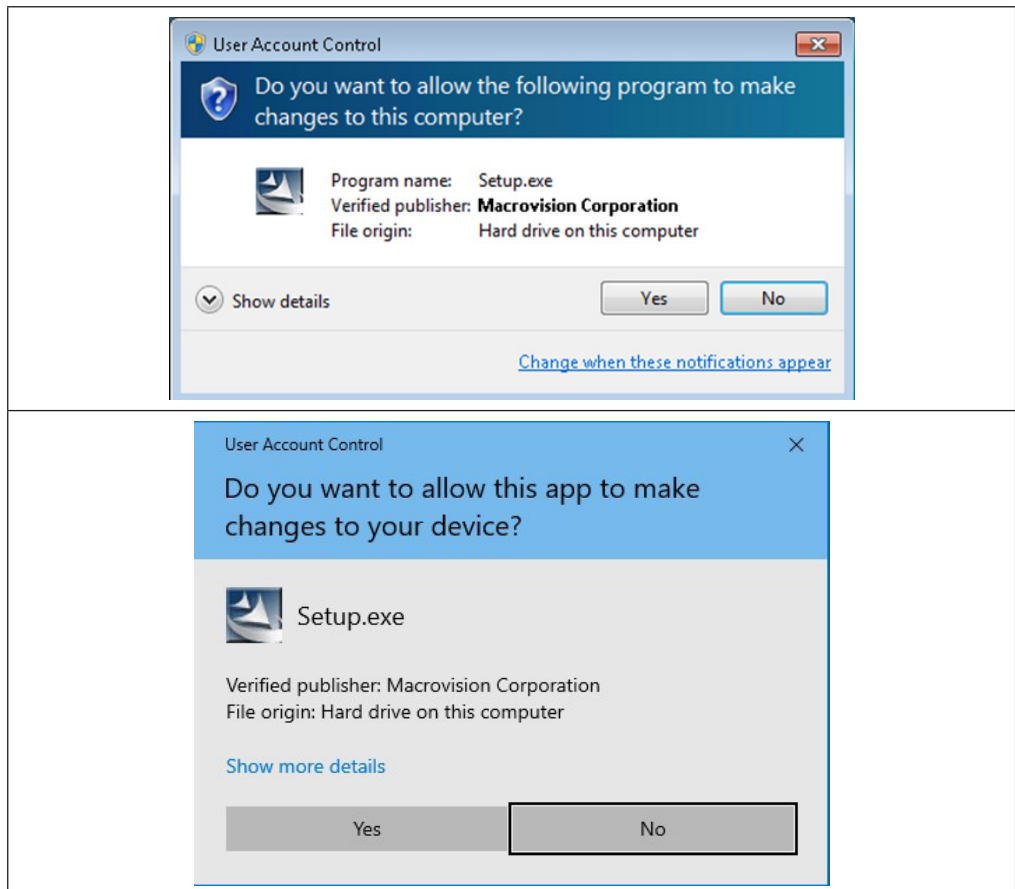 User Account Control
Do you want to allow the following program to make
changes to this computer?
Program name: Setup.exe
Verified publisher: Macrovision Corporation
File origin: Hard drive on this computer
Show details
Yes No
Change when these notifications appear
User Account Control
Do you want to allow this app to make
changes to your device?
Setup.exe
Verified publisher: Macrovision Corporation
File origin: Hard drive on this computer
Show more details
Yes No